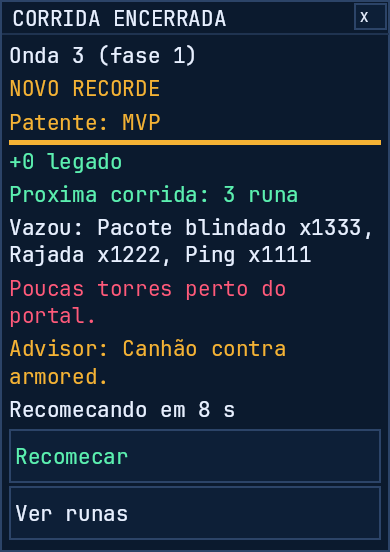 CORRIDA ENCERRADA
x
Onda 3 (fase 1)
NOVO RECORDE
Patente: MVP
+0 legado
Proxima corrida: 3 runa
Vazou: Pacote blindado x1333,
Rajada x1222, Ping x1111
Poucas torres perto do
portal.
Advisor: Canhão contra
armored.
Recomecando em 8 s
Recomecar
Ver runas